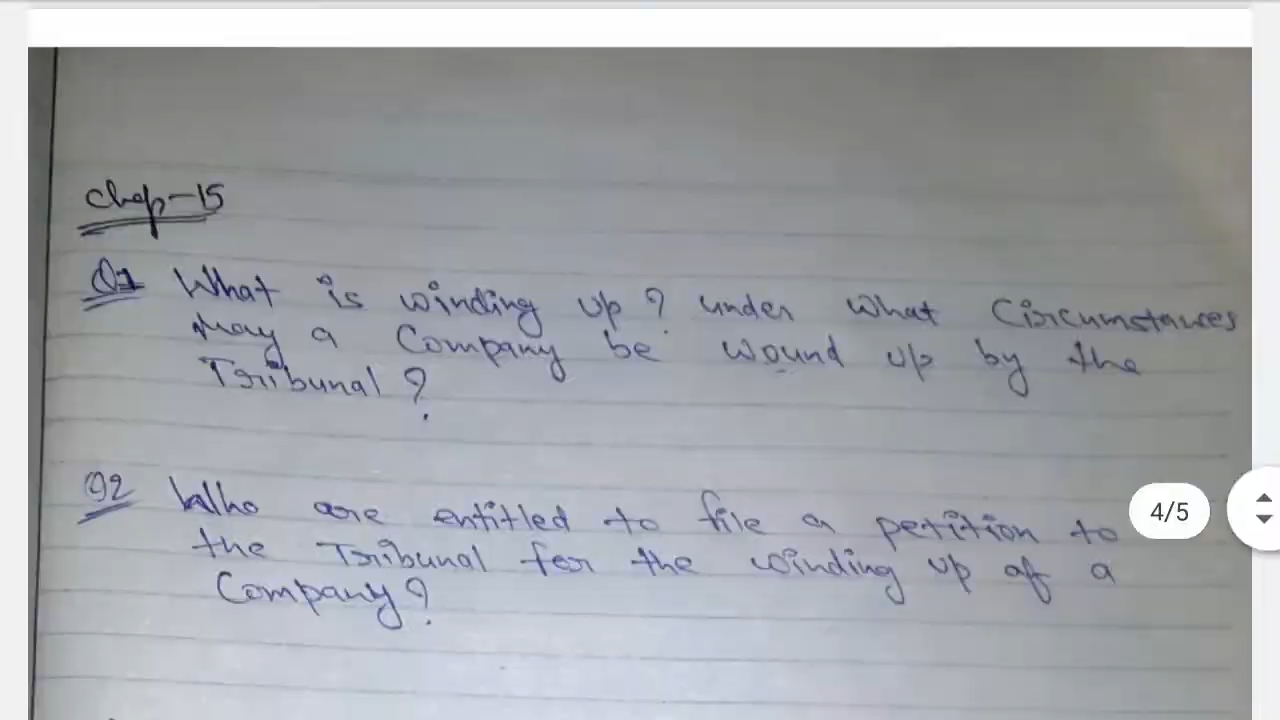 Chap-15
Q1 What is winding up? under what Circumstances
may a Company be wound up by the
Tribunal?
Q2 Who are entitled to file a petition to
the Tribunal for the winding up of a
Company?
4/5